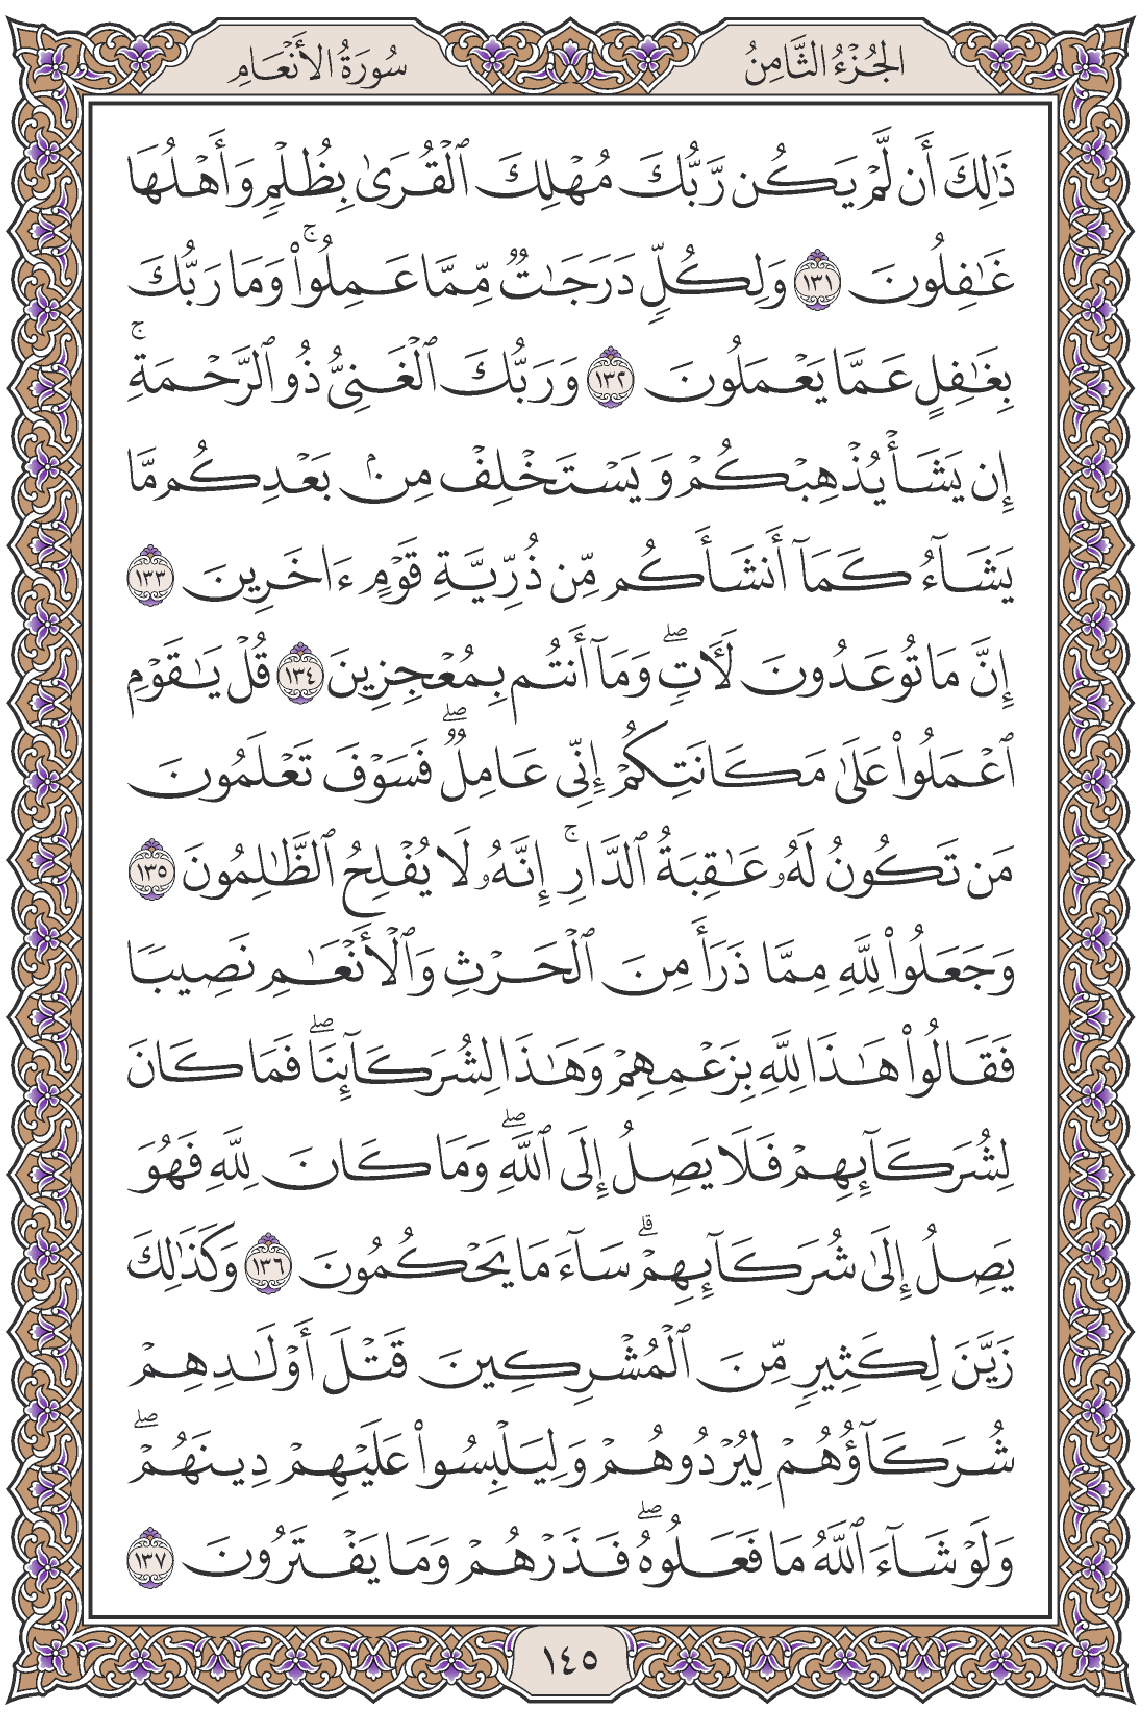 الجُزْءُ الثَّامِنُ
سُورَةُ الأَنْعَامِ
ذَٰلِكَ أَن لَّمْ يَكُن رَّبُّكَ مُهْلِكَ ٱلْقُرَىٰ بِظُلْمٍ وَأَهْلُهَا
غَٰفِلُونَ ١٣١ وَلِكُلٍّ دَرَجَٰتٌ مِّمَّا عَمِلُوا۟ ۚ وَمَا رَبُّكَ
بِغَٰفِلٍ عَمَّا يَعْمَلُونَ ١٣٢ وَرَبُّكَ ٱلْغَنِىُّ ذُو ٱلرَّحْمَةِ ۚ
إِن يَشَأْ يُذْهِبْكُمْ وَيَسْتَخْلِفْ مِنۢ بَعْدِكُم مَّا
يَشَآءُ كَمَآ أَنشَأَكُم مِّن ذُرِّيَّةِ قَوْمٍ ءَاخَرِينَ ١٣٣
إِنَّ مَا تُوعَدُونَ لَـَٔاتٍ ۖ وَمَآ أَنتُم بِمُعْجِزِينَ ١٣٤ قُلْ يَٰقَوْمِ
ٱعْمَلُوا۟ عَلَىٰ مَكَانَتِكُمْ إِنِّى عَامِلٌ ۖ فَسَوْفَ تَعْلَمُونَ
مَن تَكُونُ لَهُۥ عَٰقِبَةُ ٱلدَّارِ ۚ إِنَّهُۥ لَا يُفْلِحُ ٱلظَّٰلِمُونَ ١٣٥
وَجَعَلُوا۟ لِلَّهِ مِمَّا ذَرَأَ مِنَ ٱلْحَرْثِ وَٱلْأَنْعَٰمِ نَصِيبًا
فَقَالُوا۟ هَٰذَا لِلَّهِ بِزَعْمِهِمْ وَهَٰذَا لِشُرَكَآئِنَا ۖ فَمَا كَانَ
لِشُرَكَآئِهِمْ فَلَا يَصِلُ إِلَى ٱللَّهِ ۖ وَمَا كَانَ لِلَّهِ فَهُوَ
يَصِلُ إِلَىٰ شُرَكَآئِهِمْ ۗ سَآءَ مَا يَحْكُمُونَ ١٣٦ وَكَذَٰلِكَ
زَيَّنَ لِكَثِيرٍ مِّنَ ٱلْمُشْرِكِينَ قَتْلَ أَوْلَٰدِهِمْ
شُرَكَآؤُهُمْ لِيُرْدُوهُمْ وَلِيَلْبِسُوا۟ عَلَيْهِمْ دِينَهُمْ ۖ
وَلَوْ شَآءَ ٱللَّهُ مَا فَعَلُوهُ ۖ فَذَرْهُمْ وَمَا يَفْتَرُونَ ١٣٧
١٤٥